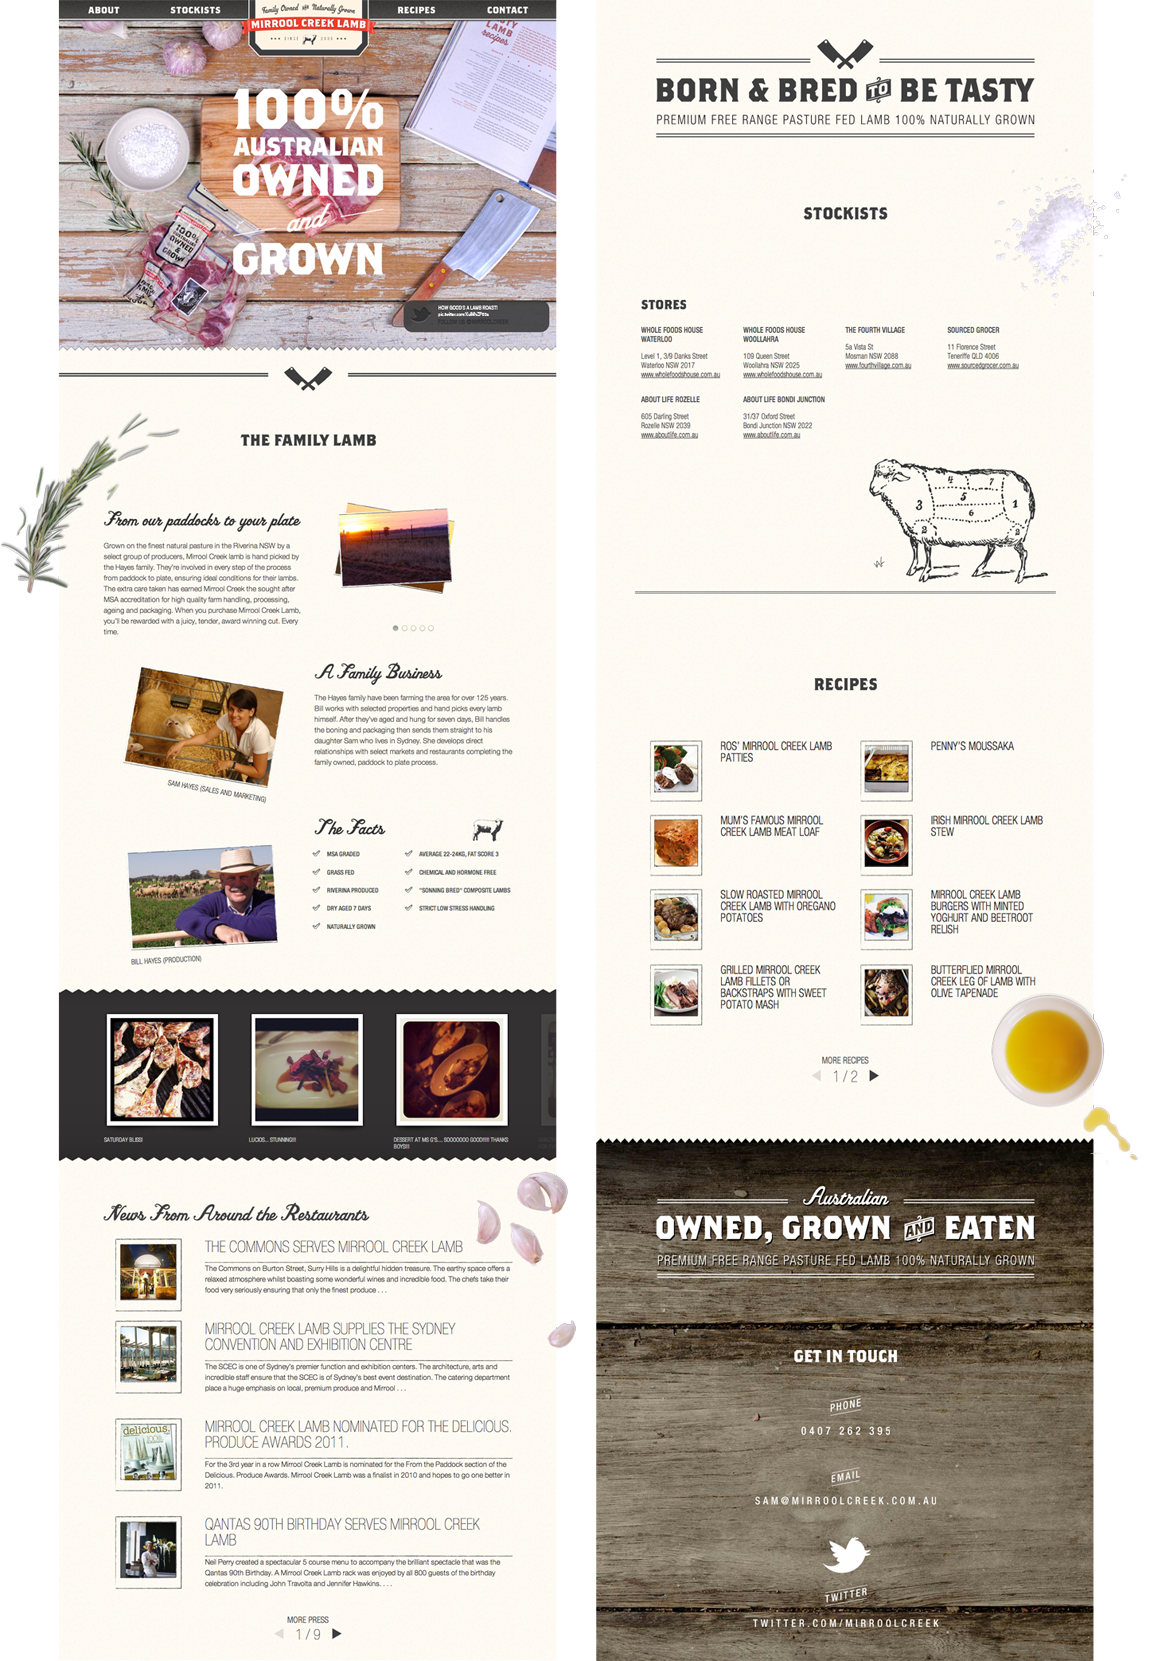 ABOUT
STOCKISTS
RECIPES
CONTACT
Family Owned and Naturally Grown
MIRROOL CREEK LAMB
SINCE
TASTY
LAMB
recipes
100%
AUSTRALIAN
OWNED
and
GROWN
100%
OWNED
&
GROWN
HOW GOOD'S A LAMB ROAST!
THE FAMILY LAMB
From our paddocks to your plate
Grown on the finest natural pasture in the Riverina NSW by a
select group of producers, Mirrool Creek lamb is hand picked by
the Hayes family. They're involved in every step of the process
from paddock to plate, ensuring ideal conditions for their lambs.
The extra care taken has earned Mirrool Creek the sought after
MSA accreditation for high quality farm handling, processing,
ageing and packaging. When you purchase Mirrool Creek Lamb,
you'll be rewarded with a juicy, tender, award winning cut. Every
time.
A Family Business
The Hayes family have been farming the area for over 125 years.
Bill works with selected properties and hand picks every lamb
himself. After they've aged and hung for seven days, Bill handles
the boning and packaging then sends them straight to his
daughter Sam who lives in Sydney. She develops direct
relationships with select markets and restaurants completing the
family owned, paddock to plate process.
SAM HAYES (SALES AND MARKETING)
The Facts
MSA GRADED
GRASS FED
RIVERINA PRODUCED
DRY AGED 7 DAYS
NATURALLY GROWN
AVERAGE 22-24KG, FAT SCORE 3
CHEMICAL AND HORMONE FREE
"SONNING BRED" COMPOSITE LAMBS
STRICT LOW STRESS HANDLING
BILL HAYES (PRODUCTION)
SATURDAY BLISS!
LUCIOS... STUNNING!!!
DESSERT AT MS G'S.... SOOOOOOO GOOD!!!!! THANKS
BOYS!!!
News From Around the Restaurants
THE COMMONS SERVES MIRROOL CREEK LAMB
The Commons on Burton Street, Surry Hills is a delightful hidden treasure. The earthy space offers a
relaxed atmosphere whilst boasting some wonderful wines and incredible food. The chefs take their
food very seriously ensuring that only the finest produce . . .
MIRROOL CREEK LAMB SUPPLIES THE SYDNEY
CONVENTION AND EXHIBITION CENTRE
The SCEC is one of Sydney's premier function and exhibition centers. The architecture, arts and
incredible staff ensure that the SCEC is of Sydney's best event destination. The catering department
place a huge emphasis on local, premium produce and Mirrool . . .
delicious.
MIRROOL CREEK LAMB NOMINATED FOR THE DELICIOUS.
PRODUCE AWARDS 2011.
For the 3rd year in a row Mirrool Creek Lamb is nominated for the From the Paddock section of the
Delicious. Produce Awards. Mirrool Creek Lamb was a finalist in 2010 and hopes to go one better in
2011.
QANTAS 90TH BIRTHDAY SERVES MIRROOL CREEK
LAMB
Neil Perry created a spectacular 5 course menu to accompany the brilliant spectacle that was the
Qantas 90th Birthday. A Mirrool Creek Lamb rack was enjoyed by all 800 guests of the birthday
celebration including John Travolta and Jennifer Hawkins. . . .
MORE PRESS
1 / 9
BORN & BRED TO BE TASTY
PREMIUM FREE RANGE PASTURE FED LAMB 100% NATURALLY GROWN
STOCKISTS
STORES
WHOLE FOODS HOUSE
WATERLOO
Level 1, 3/9 Danks Street
Waterloo NSW 2017
www.wholefoodshouse.com.au
WHOLE FOODS HOUSE
WOOLLAHRA
109 Queen Street
Woollahra NSW 2025
www.wholefoodshouse.com.au
THE FOURTH VILLAGE
5a Vista St
Mosman NSW 2088
www.fourthvillage.com.au
SOURCED GROCER
11 Florence Street
Teneriffe QLD 4006
www.sourcedgrocer.com.au
ABOUT LIFE ROZELLE
605 Darling Street
Rozelle NSW 2039
www.aboutlife.com.au
ABOUT LIFE BONDI JUNCTION
31/37 Oxford Street
Bondi Junction NSW 2022
www.aboutlife.com.au
4
7
3
5
1
6
2
2
RECIPES
ROS' MIRROOL CREEK LAMB
PATTIES
PENNY'S MOUSSAKA
MUM'S FAMOUS MIRROOL
CREEK LAMB MEAT LOAF
IRISH MIRROOL CREEK LAMB
STEW
SLOW ROASTED MIRROOL
CREEK LAMB WITH OREGANO
POTATOES
MIRROOL CREEK LAMB
BURGERS WITH MINTED
YOGHURT AND BEETROOT
RELISH
GRILLED MIRROOL CREEK
LAMB FILLETS OR
BACKSTRAPS WITH SWEET
POTATO MASH
BUTTERFLIED MIRROOL
CREEK LEG OF LAMB WITH
OLIVE TAPENADE
MORE RECIPES
1 / 2
Australian
OWNED, GROWN AND EATEN
PREMIUM FREE RANGE PASTURE FED LAMB 100% NATURALLY GROWN
GET IN TOUCH
PHONE
0407 262 395
EMAIL
SAM@MIRROOLCREEK.COM.AU
TWITTER
TWITTER.COM/MIRROOLCREEK